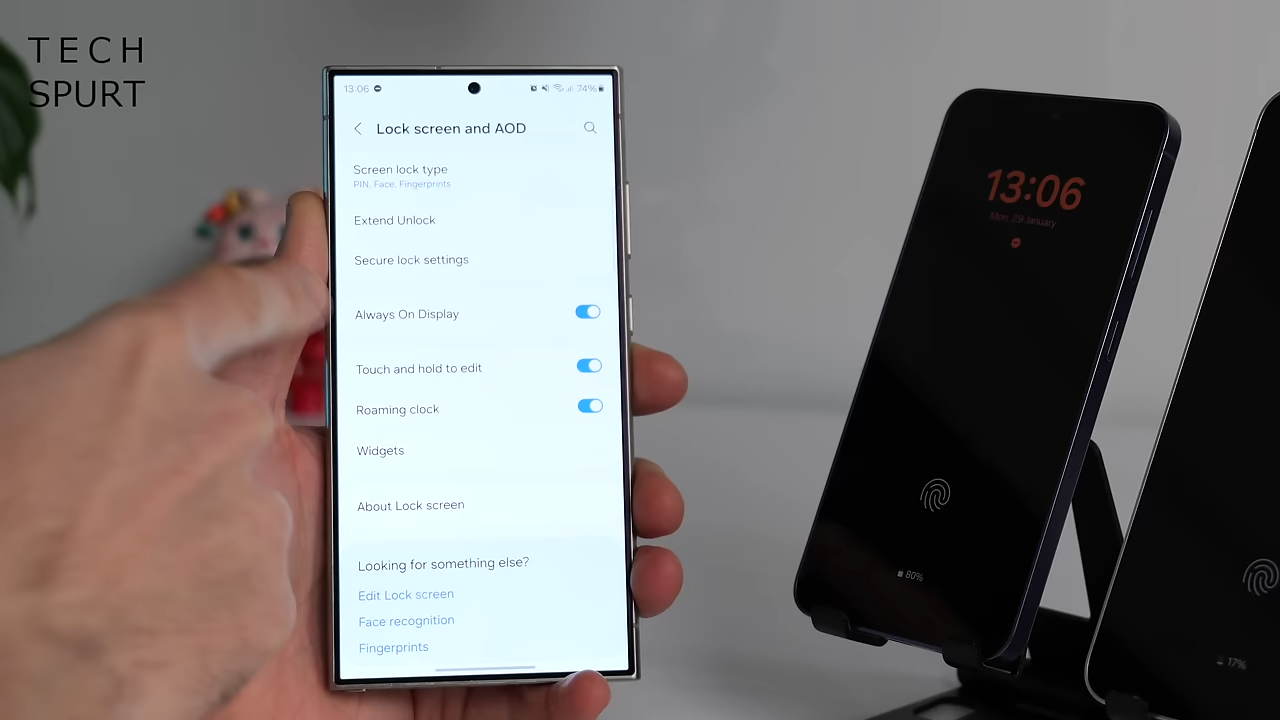 TECH
SPURT
13:06
74%
Lock screen and AOD
Screen lock type
PIN, Face, Fingerprints
Extend Unlock
Secure lock settings
Always On Display
Touch and hold to edit
Roaming clock
Widgets
About Lock screen
Looking for something else?
Edit Lock screen
Face recognition
Fingerprints
13:06
Mon, 29 January
80%
17%